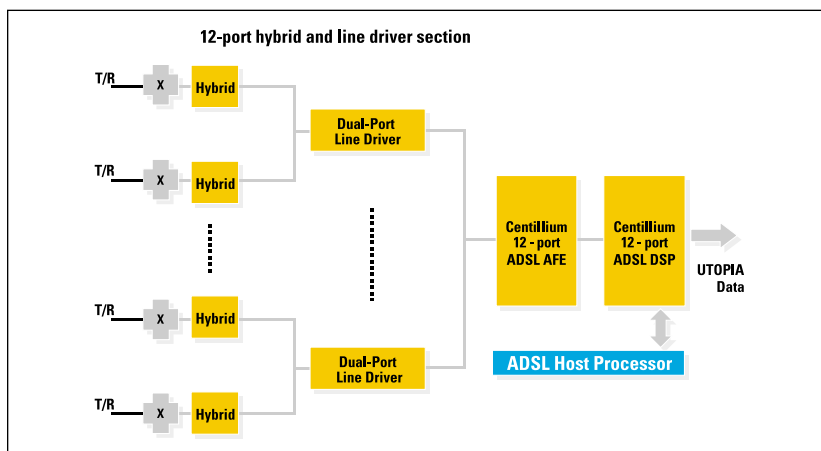 12-port hybrid and line driver section
T/R
X
Hybrid
Dual-Port
Line Driver
T/R
X
Hybrid
Centillium
12 - port
ADSL AFE
Centillium
12 - port
ADSL DSP
UTOPIA
Data
T/R
X
Hybrid
Dual-Port
Line Driver
ADSL Host Processor
T/R
X
Hybrid